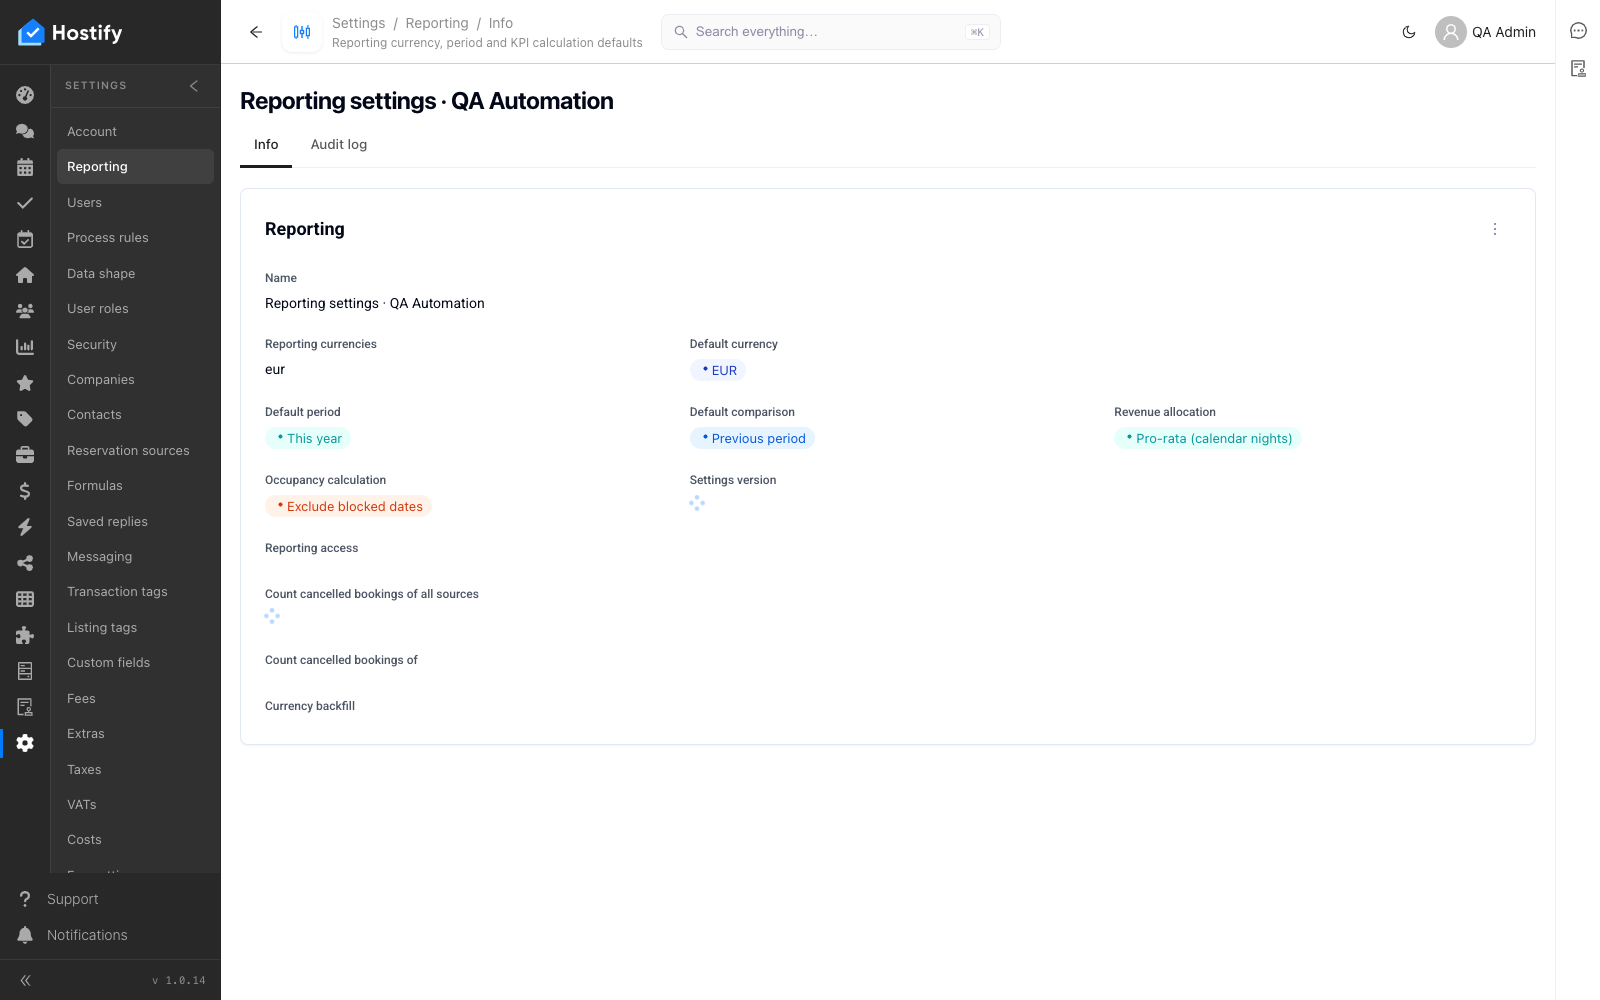 Hostify
Settings / Reporting / Info
Reporting currency, period and KPI calculation defaults
Search everything...
⌘K
QA Admin
SETTINGS
Account
Reporting
Users
Process rules
Data shape
User roles
Security
Companies
Contacts
Reservation sources
Formulas
Saved replies
Messaging
Transaction tags
Listing tags
Custom fields
Fees
Extras
Taxes
VATs
Costs
Support
Notifications
v 1.0.14
Reporting settings · QA Automation
Info
Audit log
Reporting
Name
Reporting settings · QA Automation
Reporting currencies
Default currency
eur
EUR
Default period
Default comparison
Revenue allocation
This year
Previous period
Pro-rata (calendar nights)
Occupancy calculation
Settings version
Exclude blocked dates
Reporting access
Count cancelled bookings of all sources
Count cancelled bookings of
Currency backfill